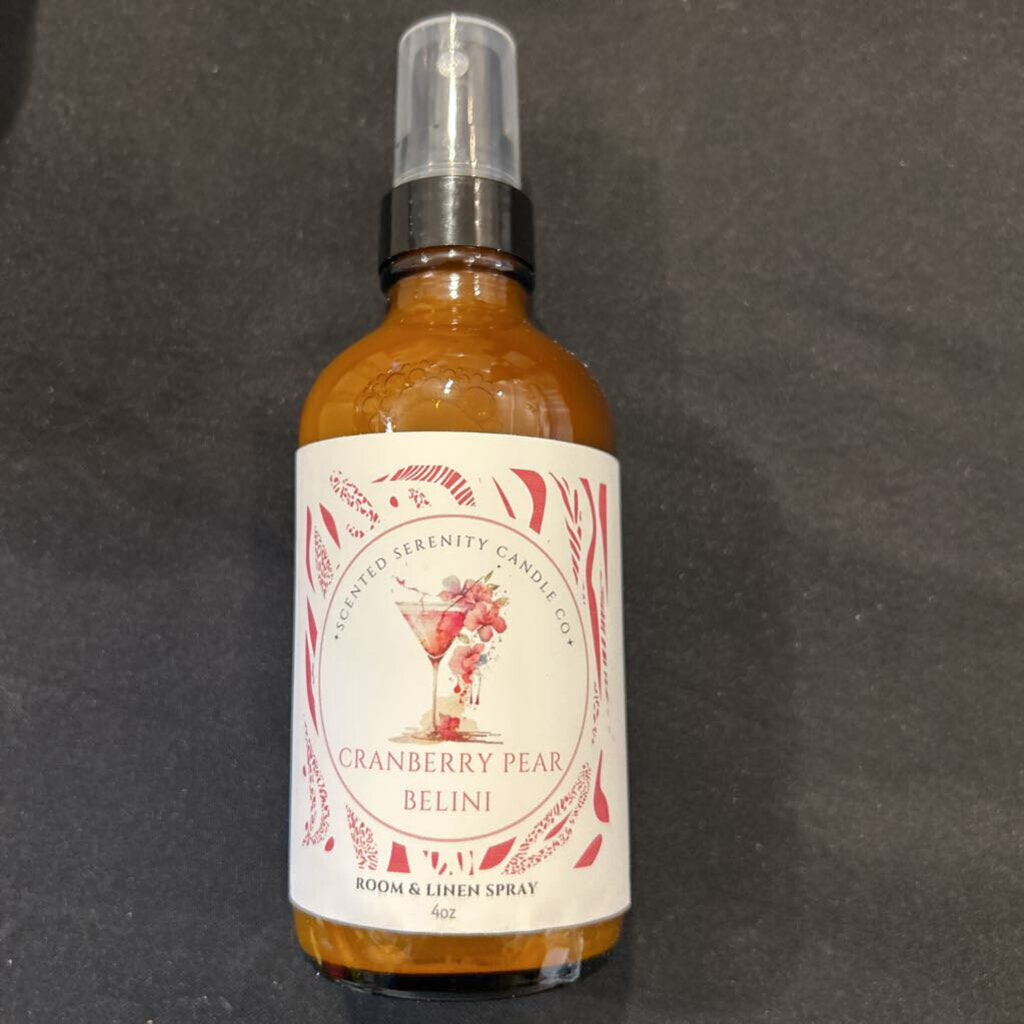 SCENTED SERENITY CANDLE CO
CRANBERRY PEAR
BELINI
ROOM & LINEN SPRAY
4oz